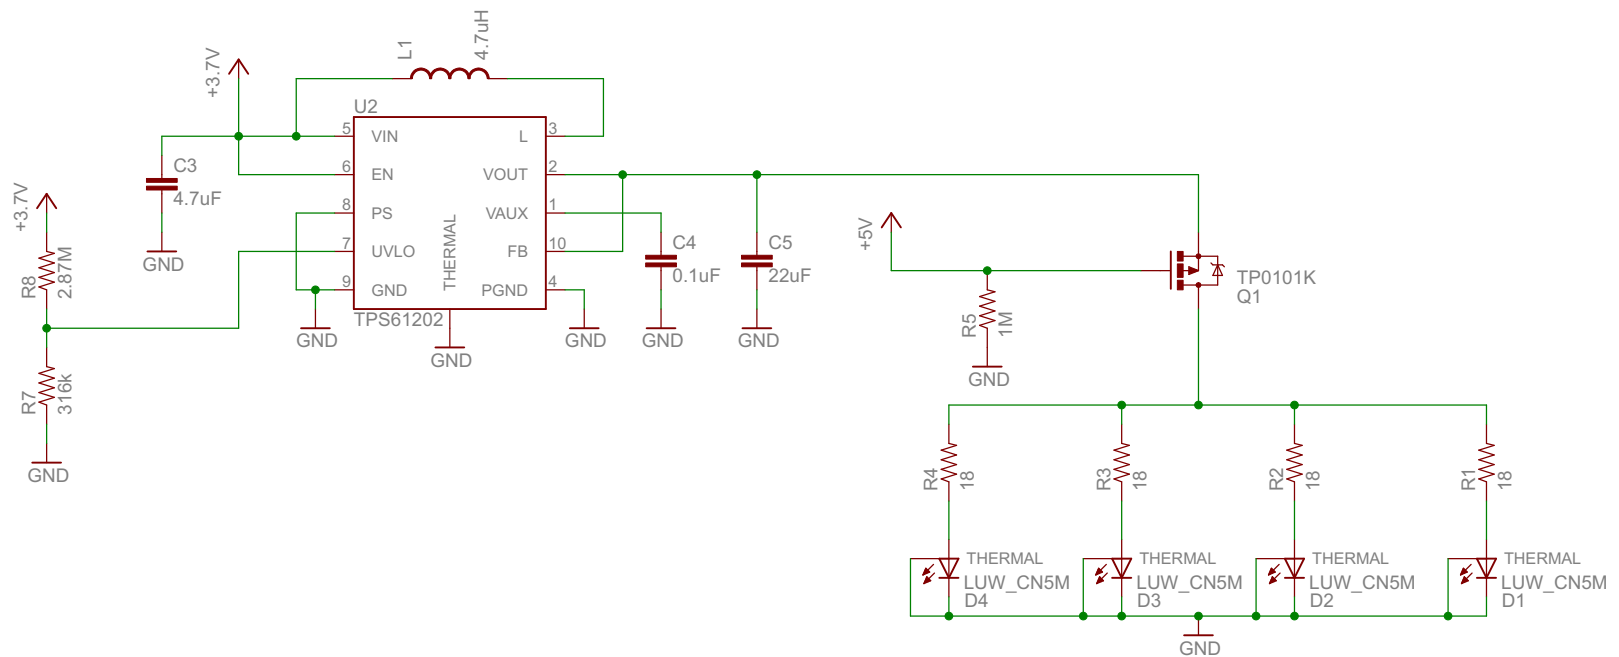 +3.7V
L1
4.7uH
U2
5
VIN
L
3
6
EN
VOUT
2
8
PS
VAUX
1
7
UVLO
FB
10
9
GND
PGND
4
THERMAL
TPS61202
C3
4.7uF
GND
+3.7V
R8
2.87M
R7
316k
GND
GND
GND
GND
C4
0.1uF
GND
C5
22uF
GND
+5V
R5
1M
GND
TP0101K
Q1
R4
18
R3
18
R2
18
R1
18
THERMAL
LUW_CN5M
D4
THERMAL
LUW_CN5M
D3
THERMAL
LUW_CN5M
D2
THERMAL
LUW_CN5M
D1
GND